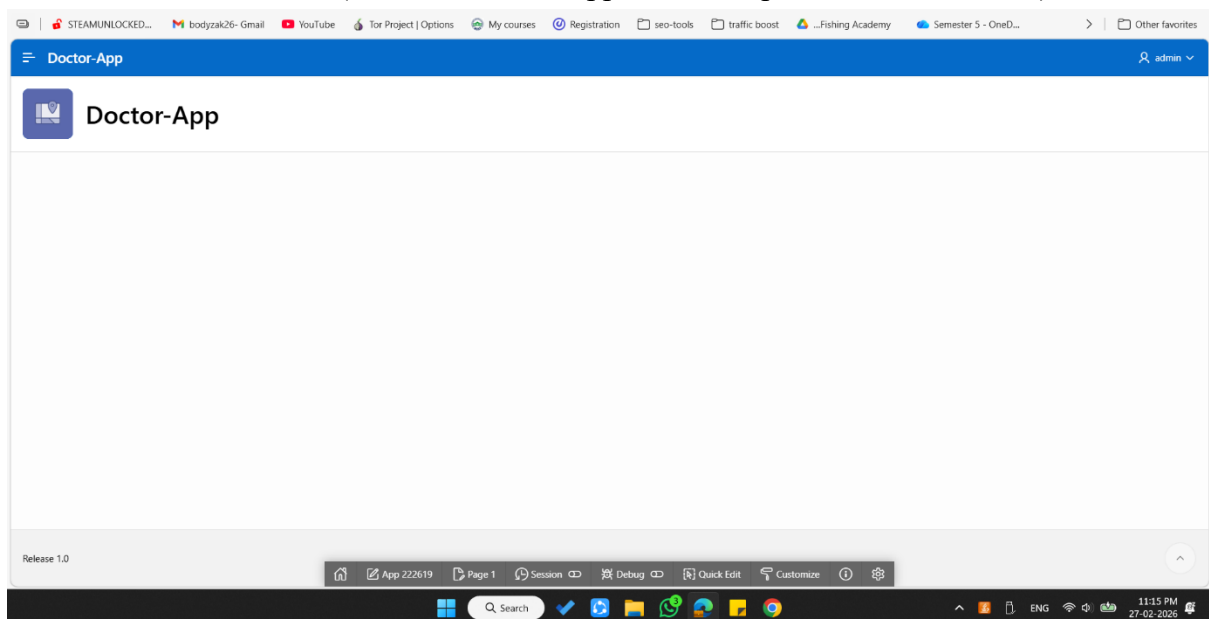 STEAMUNLOCKED... bodyzak26- Gmail YouTube Tor Project | Options My courses Registration seo-tools traffic boost ...Fishing Academy Semester 5 - OneD... Other favorites
Doctor-App admin
Doctor-App
Release 1.0
App 222619 Page 1 Session Debug Quick Edit Customize
Search 3 ENG 11:15 PM
27-02-2026